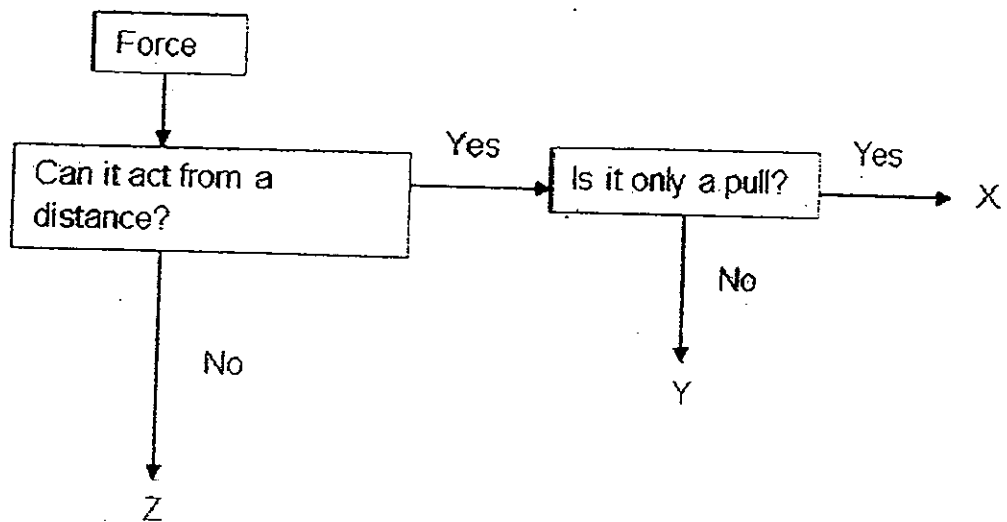 Force
Can it act from a
distance?
Yes
Is it only a pull?
Yes
X
No
Y
No
Z